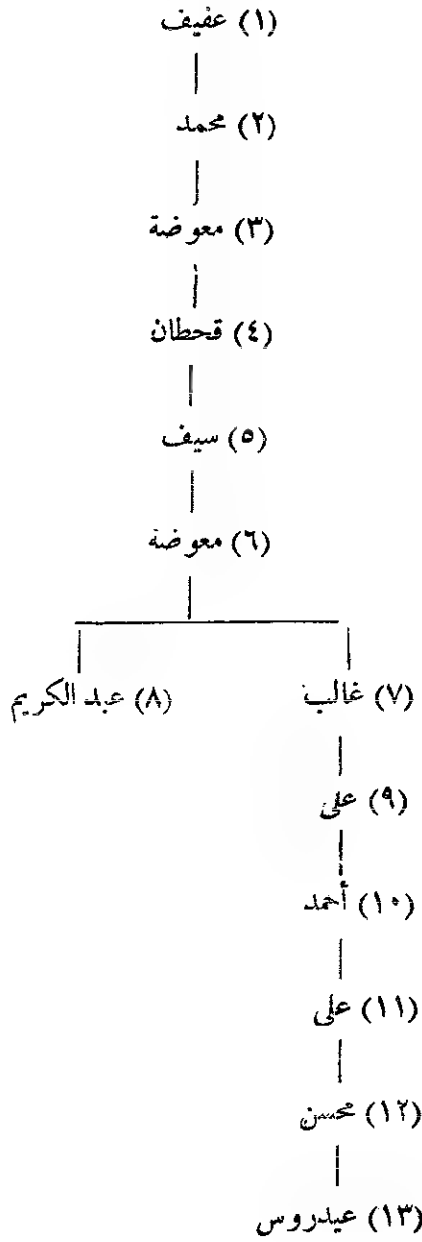 (١) عفيف
(٢) محمد
(٣) معوضة
(٤) قحطان
(٥) سيف
(٦) معوضة
(٧) غالب (٨) عبد الكريم
(٩) على
(١٠) أحمد
(١١) على
(١٢) محسن
(١٣) عيدروس